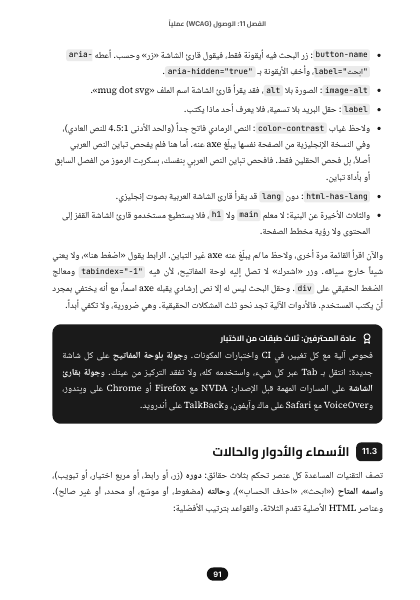 الفصل 11: الوصول (WCAG) عملياً
• button-name: زر البحث فيه أيقونة فقط، فيقول قارئ الشاشة «زر» وحسب. أعطه aria-
label="ابحث"، وأخفِ الأيقونة بـ aria-hidden="true".
• image-alt: الصورة بلا alt، فقد يقرأ قارئ الشاشة اسم الملف «mug dot svg».
• label: حقل البريد بلا تسمية، فلا يعرف أحد ماذا يكتب.
• ولاحظ غياب color-contrast: النص الرمادي فاتح جداً (والحد الأدنى 4.5:1 للنص العادي)،
وفي النسخة الإنجليزية من الصفحة نفسها يبلّغ axe عنه. أما هنا فلم يفحص تباين النص العربي
أصلاً، بل فحص الحقلين فقط. فافحص تباين النص العربي بنفسك، بسكربت الرموز من الفصل السابق
أو بأداة تباين.
• html-has-lang: دون lang قد يقرأ قارئ الشاشة العربية بصوت إنجليزي.
• والثلاث الأخيرة عن البنية: لا معلم main ولا h1، فلا يستطيع مستخدمو قارئ الشاشة القفز إلى
المحتوى ولا رؤية مخطط الصفحة.
والآن اقرأ القائمة مرة أخرى، ولاحظ ما لم يبلّغ عنه axe غير التباين. الرابط يقول «اضغط هنا»، ولا يعني
شيئاً خارج سياقه. وزر «اشترك» لا تصل إليه لوحة المفاتيح، لأن فيه tabindex="-1" ومعالج
الضغط الحقيقي على div. وحقل البحث ليس له إلا نص إرشادي يقبله axe اسماً، مع أنه يختفي بمجرد
أن يكتب المستخدم. فالأدوات الآلية تجد نحو ثلث المشكلات الحقيقية. وهي ضرورية، ولا تكفي أبداً.
عادة المحترفين: ثلاث طبقات من الاختبار
فحوص آلية مع كل تغيير، في CI واختبارات المكونات. وجولة بلوحة المفاتيح على كل شاشة
جديدة: انتقل بـ Tab عبر كل شيء، واستخدمه كله، ولا تفقد التركيز من عينك. وجولة بقارئ
الشاشة على المسارات المهمة قبل الإصدار: NVDA مع Firefox أو Chrome على ويندوز،
وVoiceOver مع Safari على ماك وآيفون، وTalkBack على أندرويد.
11.3 الأسماء والأدوار والحالات
تصف التقنيات المساعدة كل عنصر تحكم بثلاث حقائق: دوره (زر، أو رابط، أو مربع اختيار، أو تبويب)،
واسمه المتاح («ابحث»، «احذف الحساب»)، وحالته (مضغوط، أو موسّع، أو محدد، أو غير صالح).
وعناصر HTML الأصلية تقدم الثلاثة. والقواعد بترتيب الأفضلية:
91